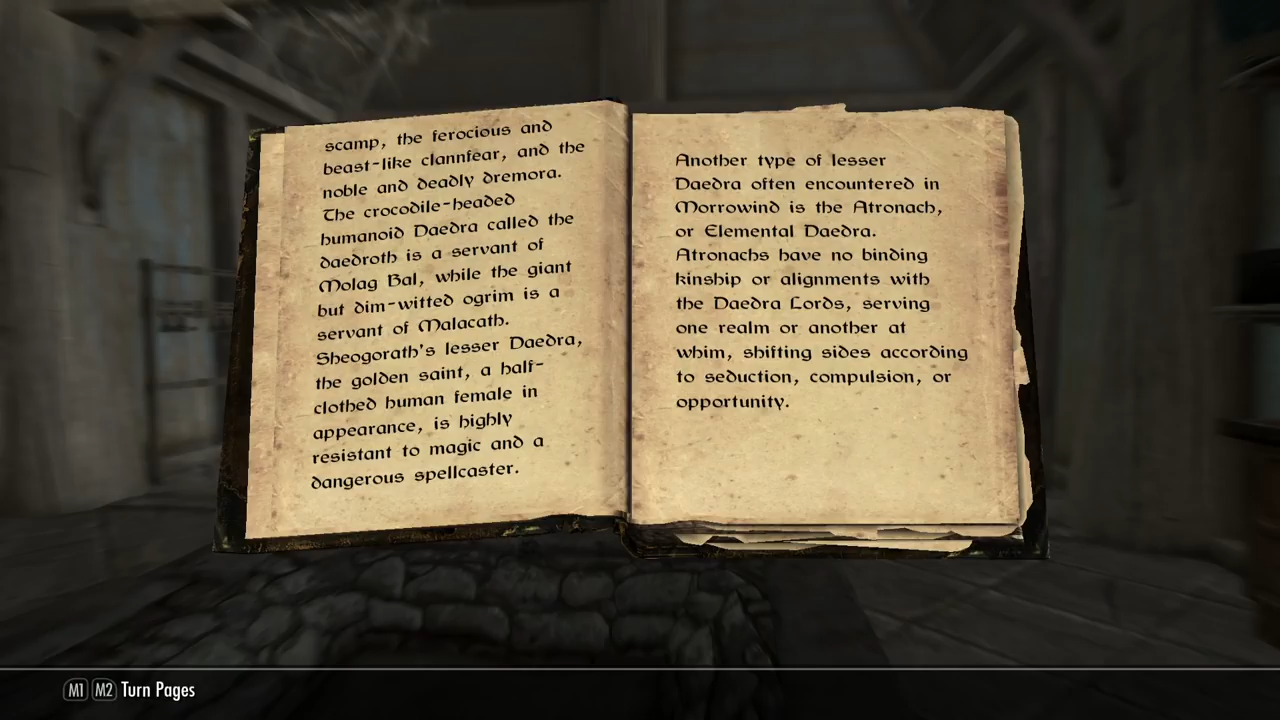 scamp, the ferocious and
beast-like clannfear, and the
noble and deadly dremora.
The crocodile-headed
humanoid Daedra called the
daedroth is a servant of
Molag Bal, while the giant
but dim-witted ogrim is a
servant of Malacath.
Sheogorath's lesser Daedra,
the golden saint, a half-
clothed human female in
appearance, is highly
resistant to magic and a
dangerous spellcaster.
Another type of lesser
Daedra often encountered in
Morrowind is the Atronach,
or Elemental Daedra.
Atronachs have no binding
kinship or alignments with
the Daedra Lords, serving
one realm or another at
whim, shifting sides according
to seduction, compulsion, or
opportunity.
M1 M2 Turn Pages